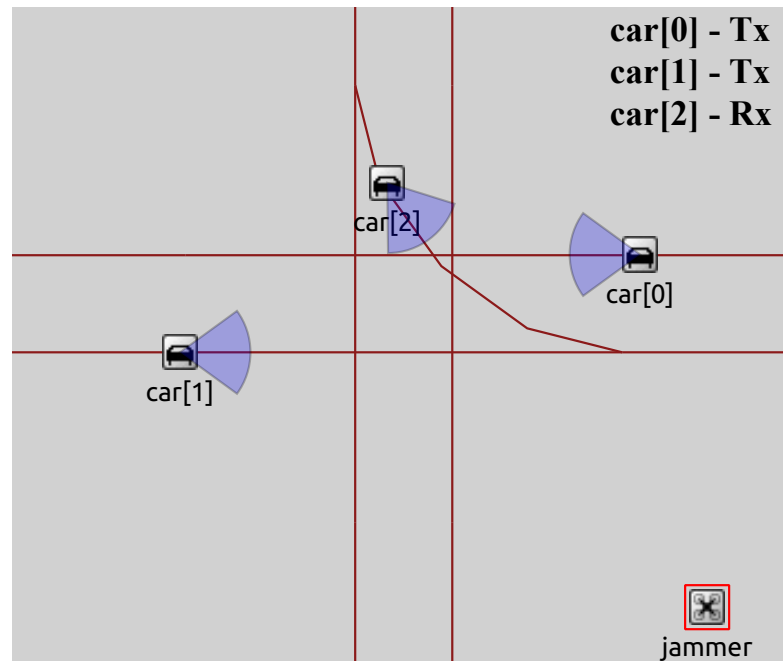 car[0] - Tx
car[1] - Tx
car[2] - Rx
car[2]
car[0]
car[1]
jammer